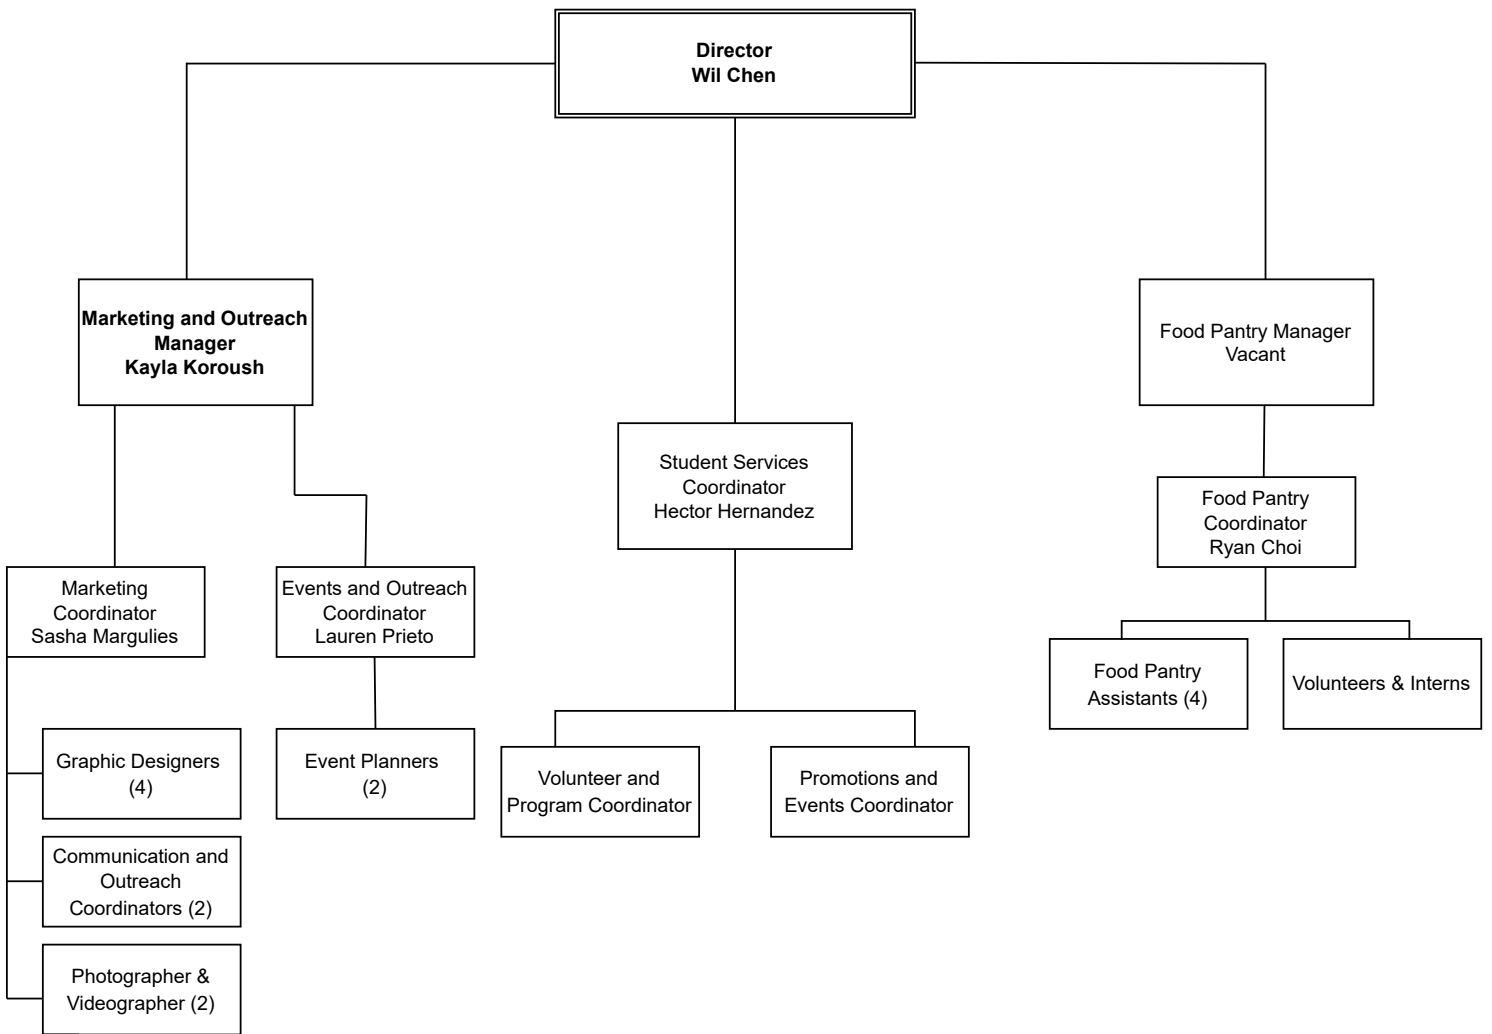 Director
Wil Chen
Marketing and Outreach
Manager
Kayla Koroush
Food Pantry Manager
Vacant
Student Services
Coordinator
Hector Hernandez
Food Pantry
Coordinator
Ryan Choi
Marketing
Coordinator
Sasha Margulies
Events and Outreach
Coordinator
Lauren Prieto
Food Pantry
Assistants (4)
Volunteers & Interns
Graphic Designers
(4)
Event Planners
(2)
Volunteer and
Program Coordinator
Promotions and
Events Coordinator
Communication and
Outreach
Coordinators (2)
Photographer &
Videographer (2)